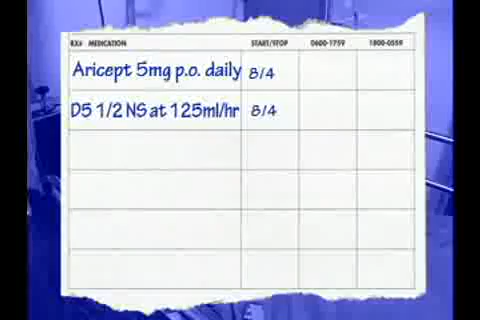 RX# MEDICATION START/STOP 0600-1759 1800-0559
Aricept 5mg p.o. daily 8/4
D5 1/2 NS at 125ml/hr 8/4